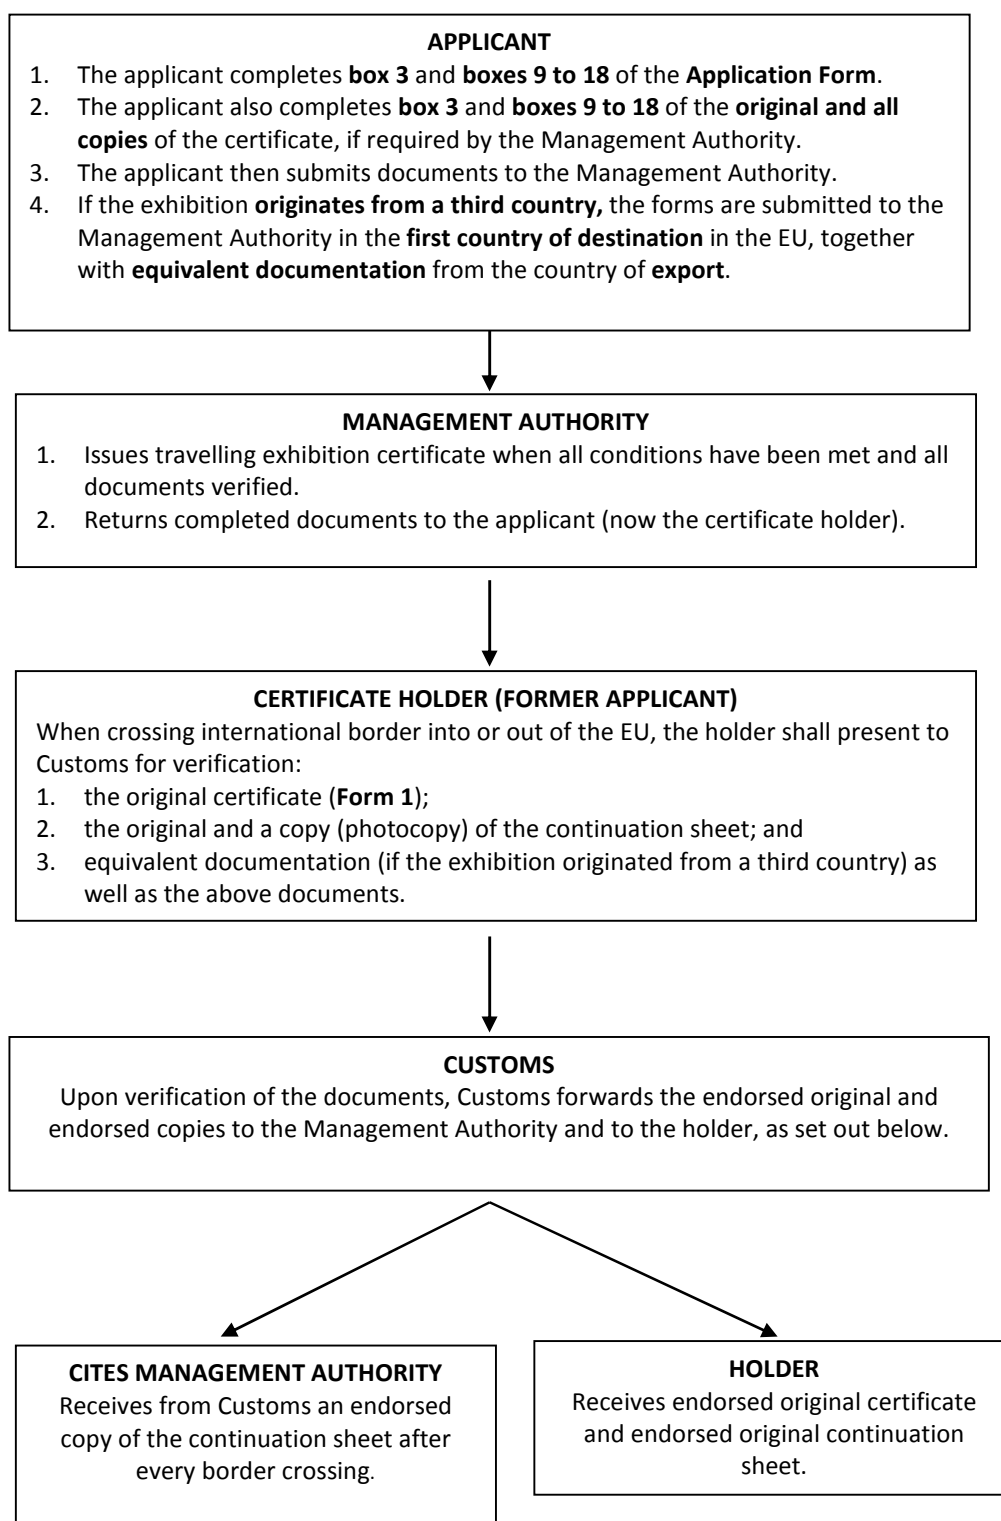 APPLICANT
1. The applicant completes box 3 and boxes 9 to 18 of the Application Form.
2. The applicant also completes box 3 and boxes 9 to 18 of the original and all
copies of the certificate, if required by the Management Authority.
3. The applicant then submits documents to the Management Authority.
4. If the exhibition originates from a third country, the forms are submitted to the
Management Authority in the first country of destination in the EU, together
with equivalent documentation from the country of export.
MANAGEMENT AUTHORITY
1. Issues travelling exhibition certificate when all conditions have been met and all
documents verified.
2. Returns completed documents to the applicant (now the certificate holder).
CERTIFICATE HOLDER (FORMER APPLICANT)
When crossing international border into or out of the EU, the holder shall present to
Customs for verification:
1. the original certificate (Form 1);
2. the original and a copy (photocopy) of the continuation sheet; and
3. equivalent documentation (if the exhibition originated from a third country) as
well as the above documents.
CUSTOMS
Upon verification of the documents, Customs forwards the endorsed original and
endorsed copies to the Management Authority and to the holder, as set out below.
CITES MANAGEMENT AUTHORITY
Receives from Customs an endorsed
copy of the continuation sheet after
every border crossing.
HOLDER
Receives endorsed original certificate
and endorsed original continuation
sheet.